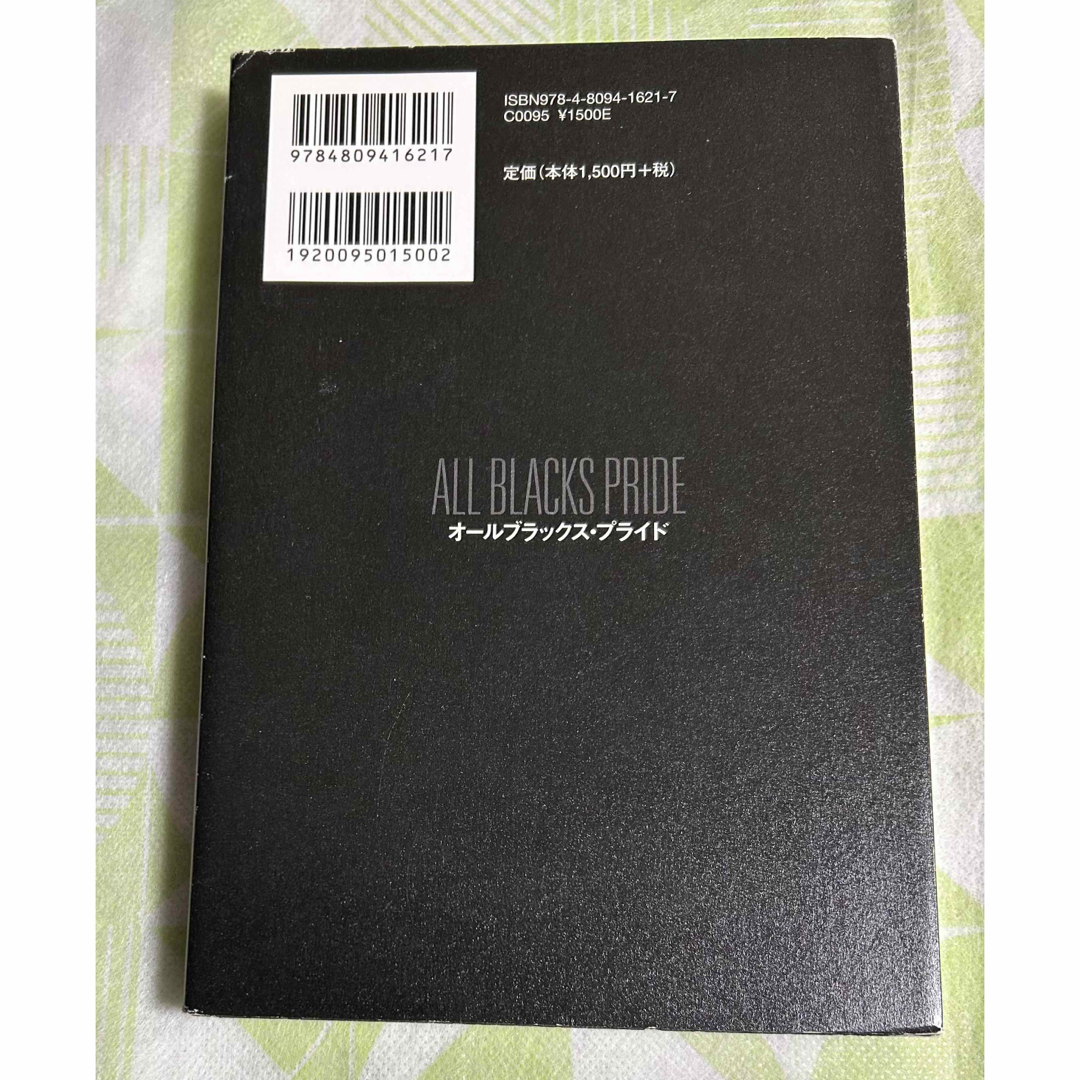 9784809416217
1920095015002
ISBN978-4-8094-1621-7
C0095 ¥1500E
定価(本体1,500円+税)
ALL BLACKS PRIDE
オールブラックス・プライド